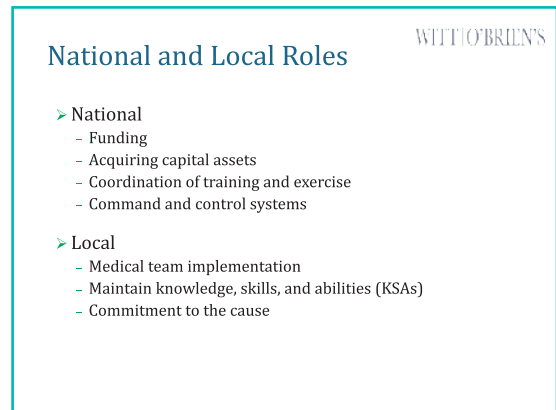 WITT|O'BRIEN'S
National and Local Roles
National
– Funding
– Acquiring capital assets
– Coordination of training and exercise
– Command and control systems
Local
– Medical team implementation
– Maintain knowledge, skills, and abilities (KSAs)
– Commitment to the cause